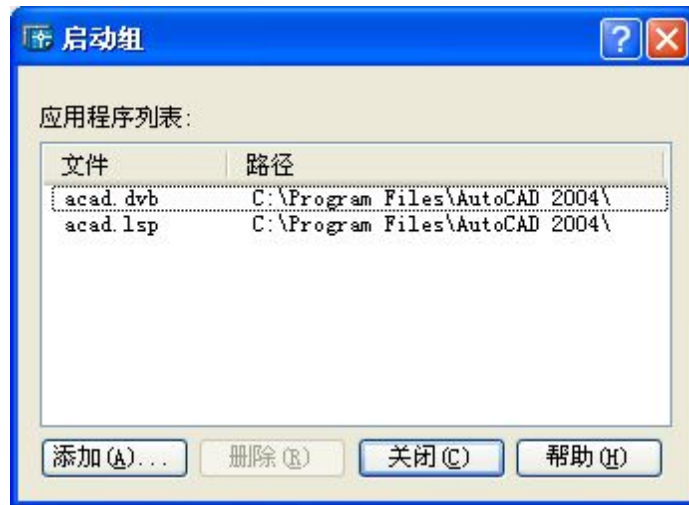 启动组
应用程序列表:
文件 路径
acad.dvb C:\Program Files\AutoCAD 2004\
acad.lsp C:\Program Files\AutoCAD 2004\
添加(A)... 删除(R) 关闭(C) 帮助(H)